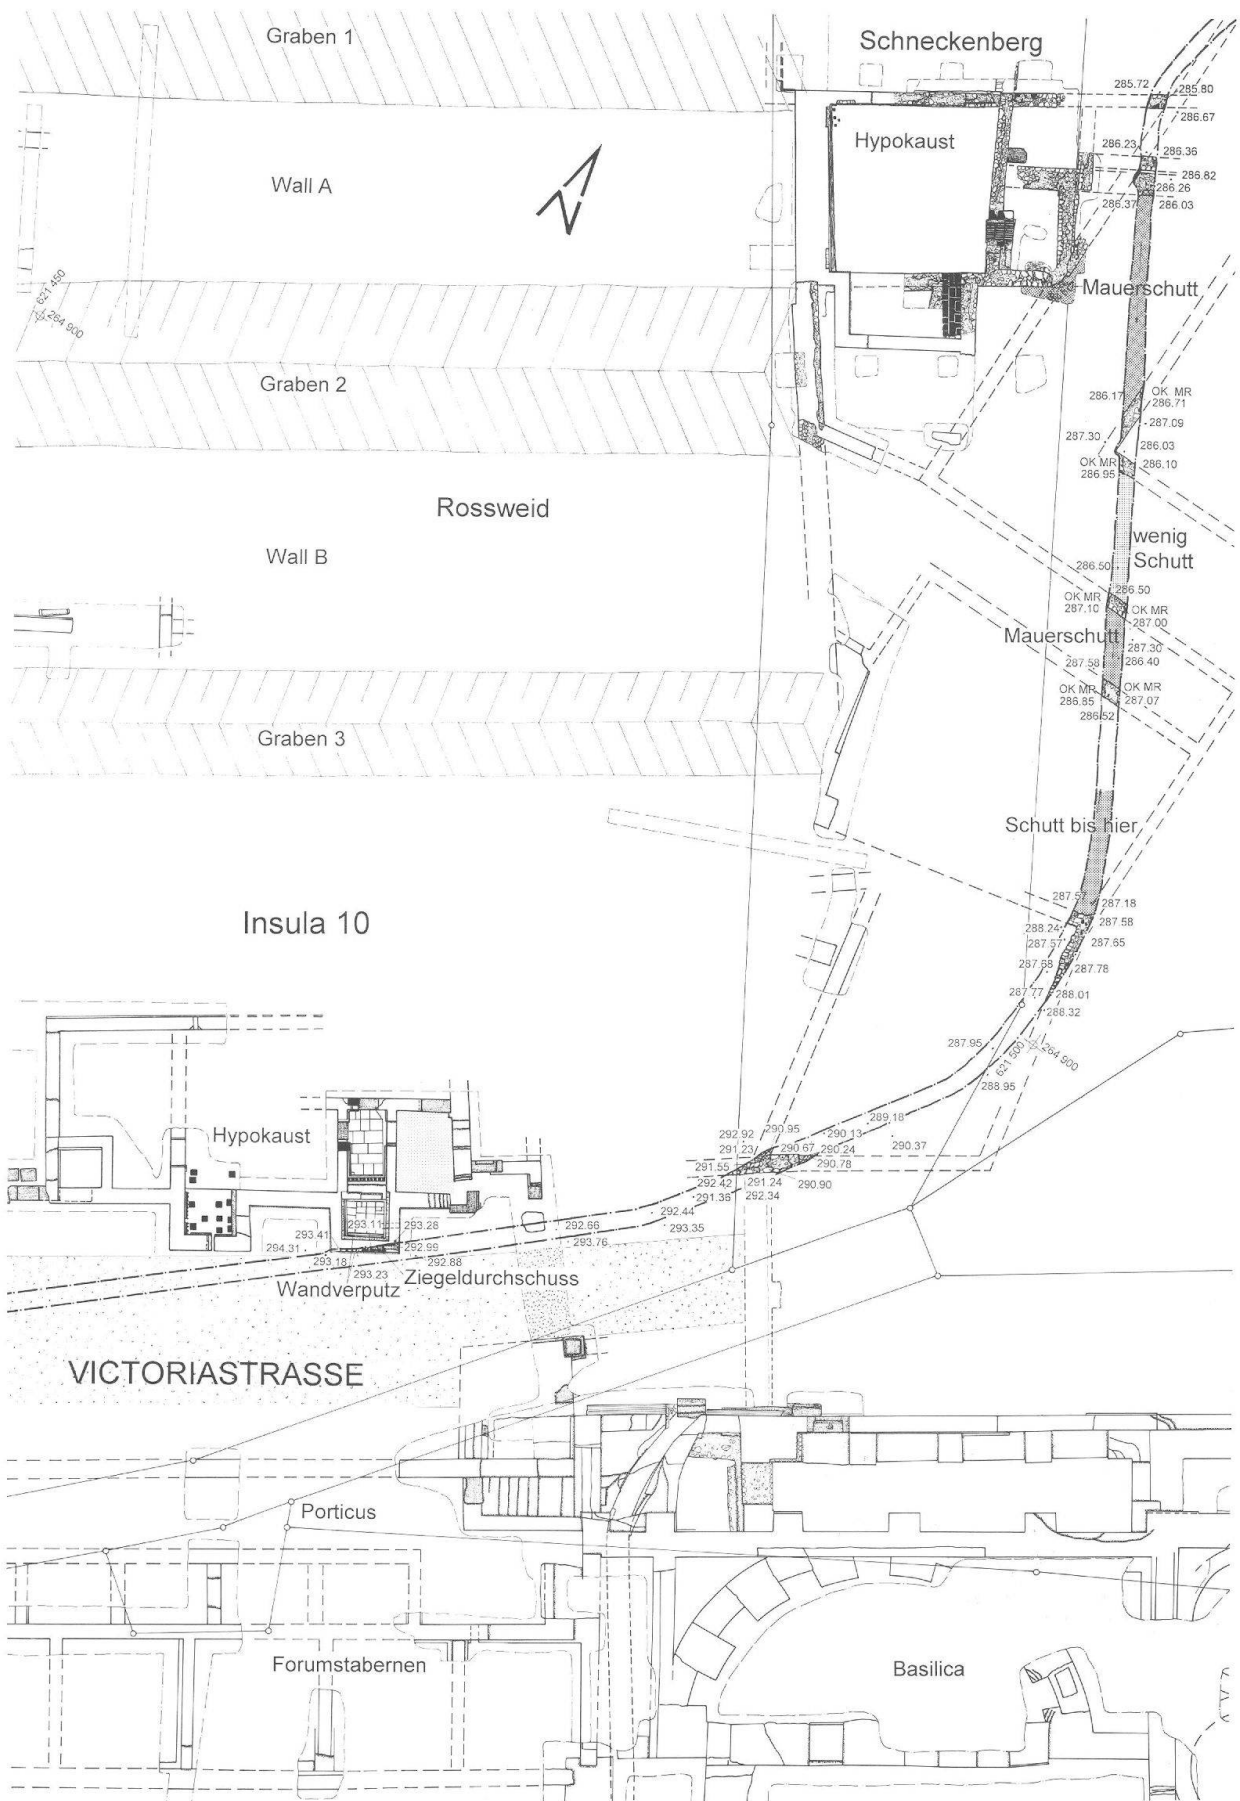 Graben 1
Schneckenberg
285.72
285.80
286.67
Hypokaust
286.23
286.36
Wall A
286.82
286.26
286.37
286.03
621 450
264 900
Mauerschutt
Graben 2
286.17
OK MR
286.71
287.09
287.30
286.03
OK MR
286.10
286.95
Rossweid
wenig
Schutt
Wall B
286.50
286.50
OK MR
287.10
OK MR
287.00
Mauerschutt
287.30
287.58
286.40
OK MR
286.85
OK MR
287.07
286.52
Graben 3
Schutt bis hier
287.57
287.18
Insula 10
288.24
287.58
287.57
287.65
287.68
287.78
287.77
288.01
288.32
287.95
621 500
264 900
288.95
289.18
Hypokaust
292.92
290.95
290.13
291.23
290.67
290.24
290.37
291.55
290.78
292.42
291.24
290.90
291.36
292.34
292.44
293.11
293.28
292.66
293.35
293.41
293.76
294.31
292.99
293.18
292.88
293.23
Ziegeldurchschuss
Wandverputz
VICTORIASTRASSE
Porticus
Forumstabernen
Basilica